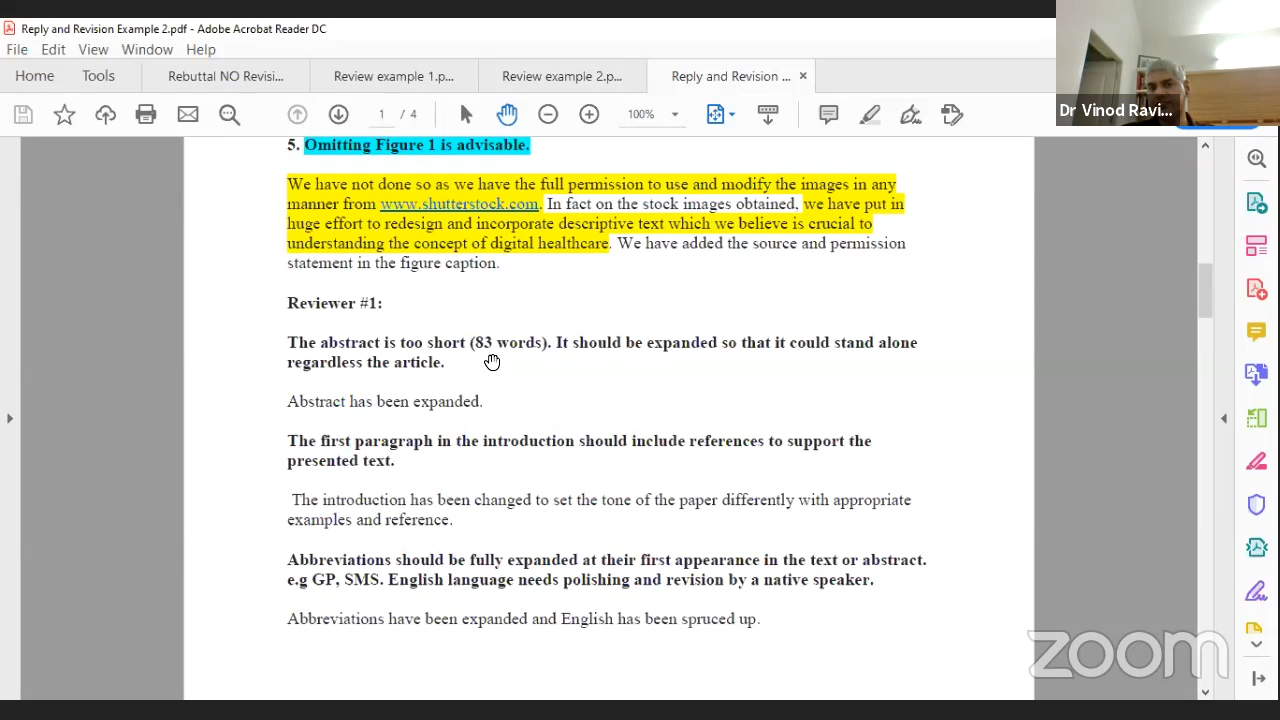 Reply and Revision Example 2.pdf - Adobe Acrobat Reader DC
File Edit View Window Help
Home Tools Rebuttal NO Revisi... Review example 1.p... Review example 2.p... Reply and Revision ... ×
1 / 4 100%
Dr Vinod Ravi...
5. Omitting Figure 1 is advisable.
We have not done so as we have the full permission to use and modify the images in any
manner from www.shutterstock.com. In fact on the stock images obtained, we have put in
huge effort to redesign and incorporate descriptive text which we believe is crucial to
understanding the concept of digital healthcare. We have added the source and permission
statement in the figure caption.
Reviewer #1:
The abstract is too short (83 words). It should be expanded so that it could stand alone
regardless the article.
Abstract has been expanded.
The first paragraph in the introduction should include references to support the
presented text.
The introduction has been changed to set the tone of the paper differently with appropriate
examples and reference.
Abbreviations should be fully expanded at their first appearance in the text or abstract.
e.g GP, SMS. English language needs polishing and revision by a native speaker.
Abbreviations have been expanded and English has been spruced up.
zoom